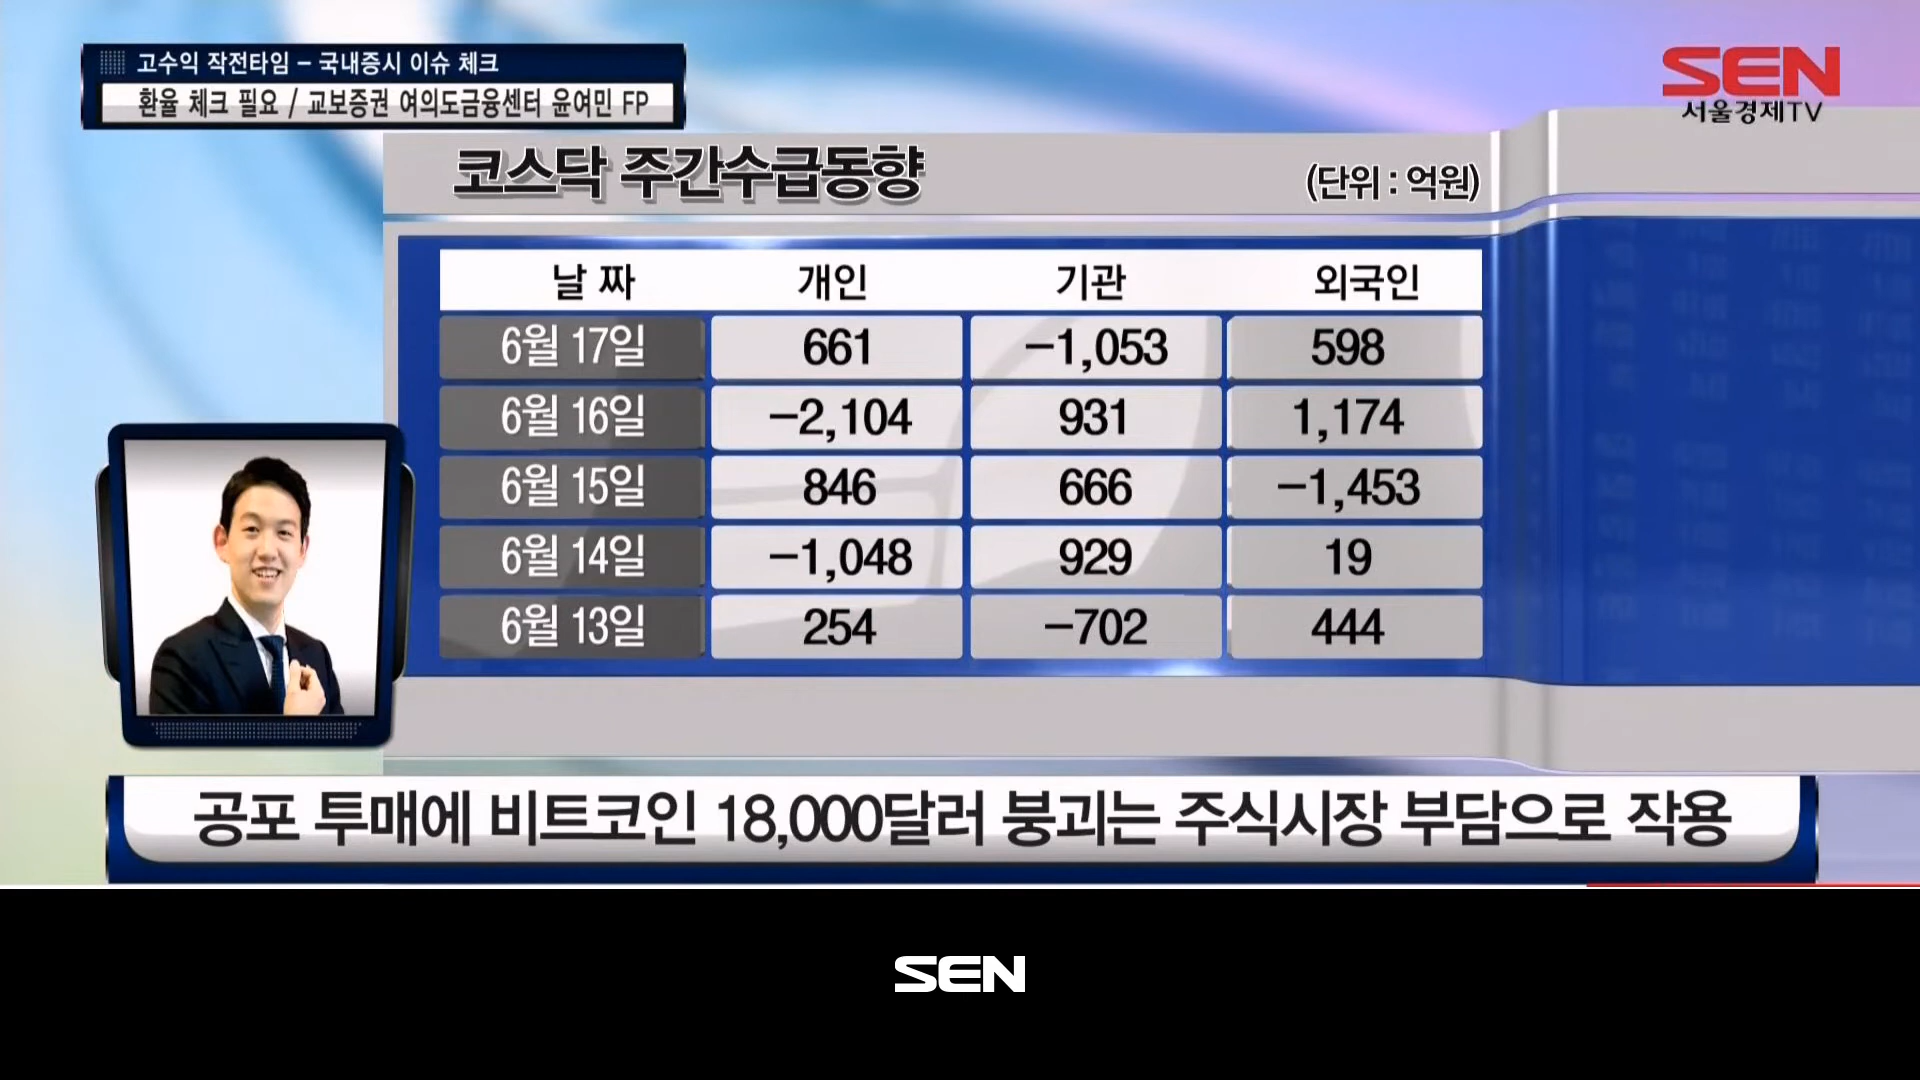 고수익 작전타임 - 국내증시 이슈 체크
환율 체크 필요 / 교보증권 여의도금융센터 윤여민 FP
SEN
서울경제TV
코스닥 주간수급동향 (단위 : 억원)
날 짜 개인 기관 외국인
6월 17일 661 -1,053 598
6월 16일 -2,104 931 1,174
6월 15일 846 666 -1,453
6월 14일 -1,048 929 19
6월 13일 254 -702 444
공포 투매에 비트코인 18,000달러 붕괴는 주식시장 부담으로 작용
SEN